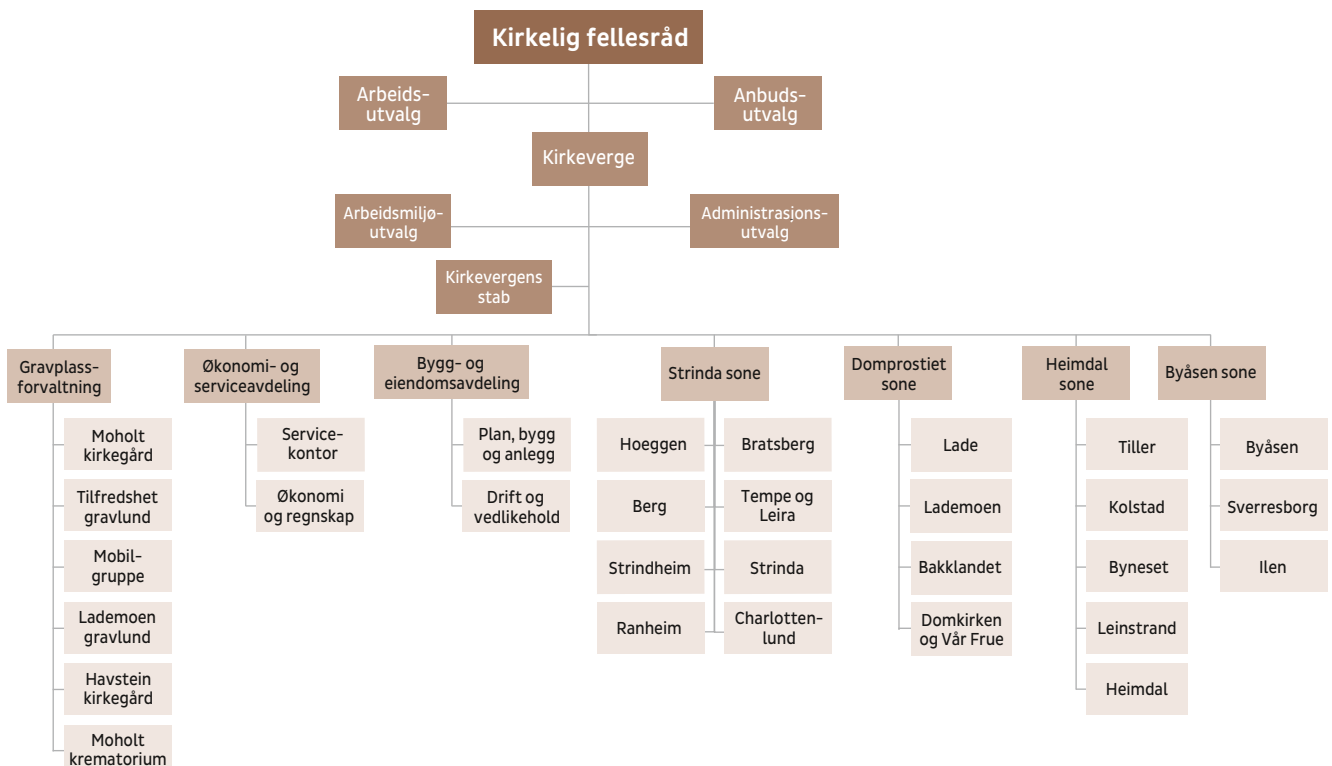 Kirkelig fellesråd
Arbeids-
utvalg
Anbuds-
utvalg
Kirkeverge
Arbeidsmiljø-
utvalg
Administrasjons-
utvalg
Kirkevergens
stab
Gravplass-
forvaltning
Moholt
kirkegård
Tilfredshet
gravlund
Mobil-
gruppe
Lademoen
gravlund
Havstein
kirkegård
Moholt
krematorium
Økonomi- og
serviceavdeling
Service-
kontor
Økonomi
og regnskap
Bygg- og
eiendomsavdeling
Plan, bygg
og anlegg
Drift og
vedlikehold
Strinda sone
Hoeggen
Bratsberg
Berg
Tempe og
Leira
Strindheim
Strinda
Ranheim
Charlotten-
lund
Domprostiet
sone
Lade
Lademoen
Bakklandet
Domkirken
og Vår Frue
Heimdal
sone
Tiller
Kolstad
Byneset
Leinstrand
Heimdal
Byåsen sone
Byåsen
Sverresborg
Ilen